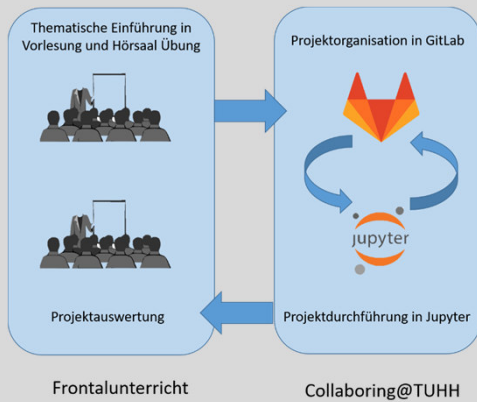 Thematische Einführung in
Vorlesung und Hörsaal Übung
Projektauswertung
Frontalunterricht
Projektorganisation in GitLab
jupyter
Projektdurchführung in Jupyter
Collaboring@TUHH